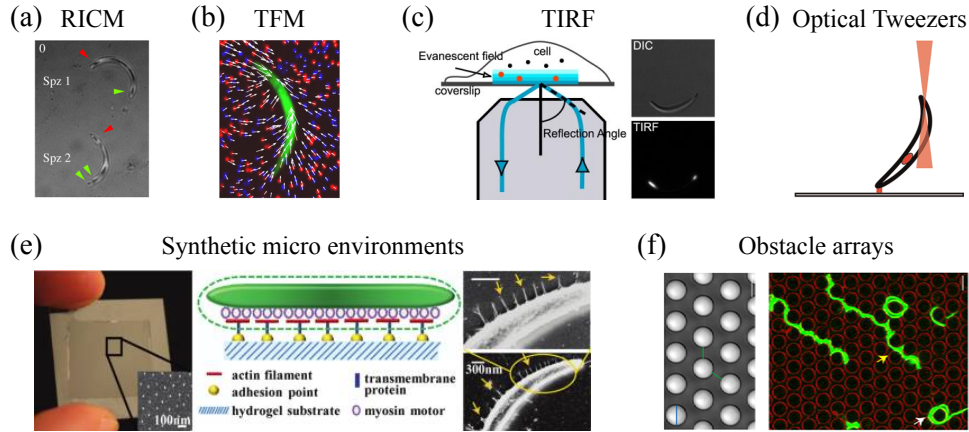 (a) RICM
0
Spz 1
Spz 2
(b) TFM
(c) TIRF
Evanescent field
cell
coverslip
Reflection Angle
DIC
TIRF
(d) Optical Tweezers
(e) Synthetic micro environments
100nm
actin filament
adhesion point
hydrogel substrate
transmembrane
protein
myosin motor
300nm
(f) Obstacle arrays